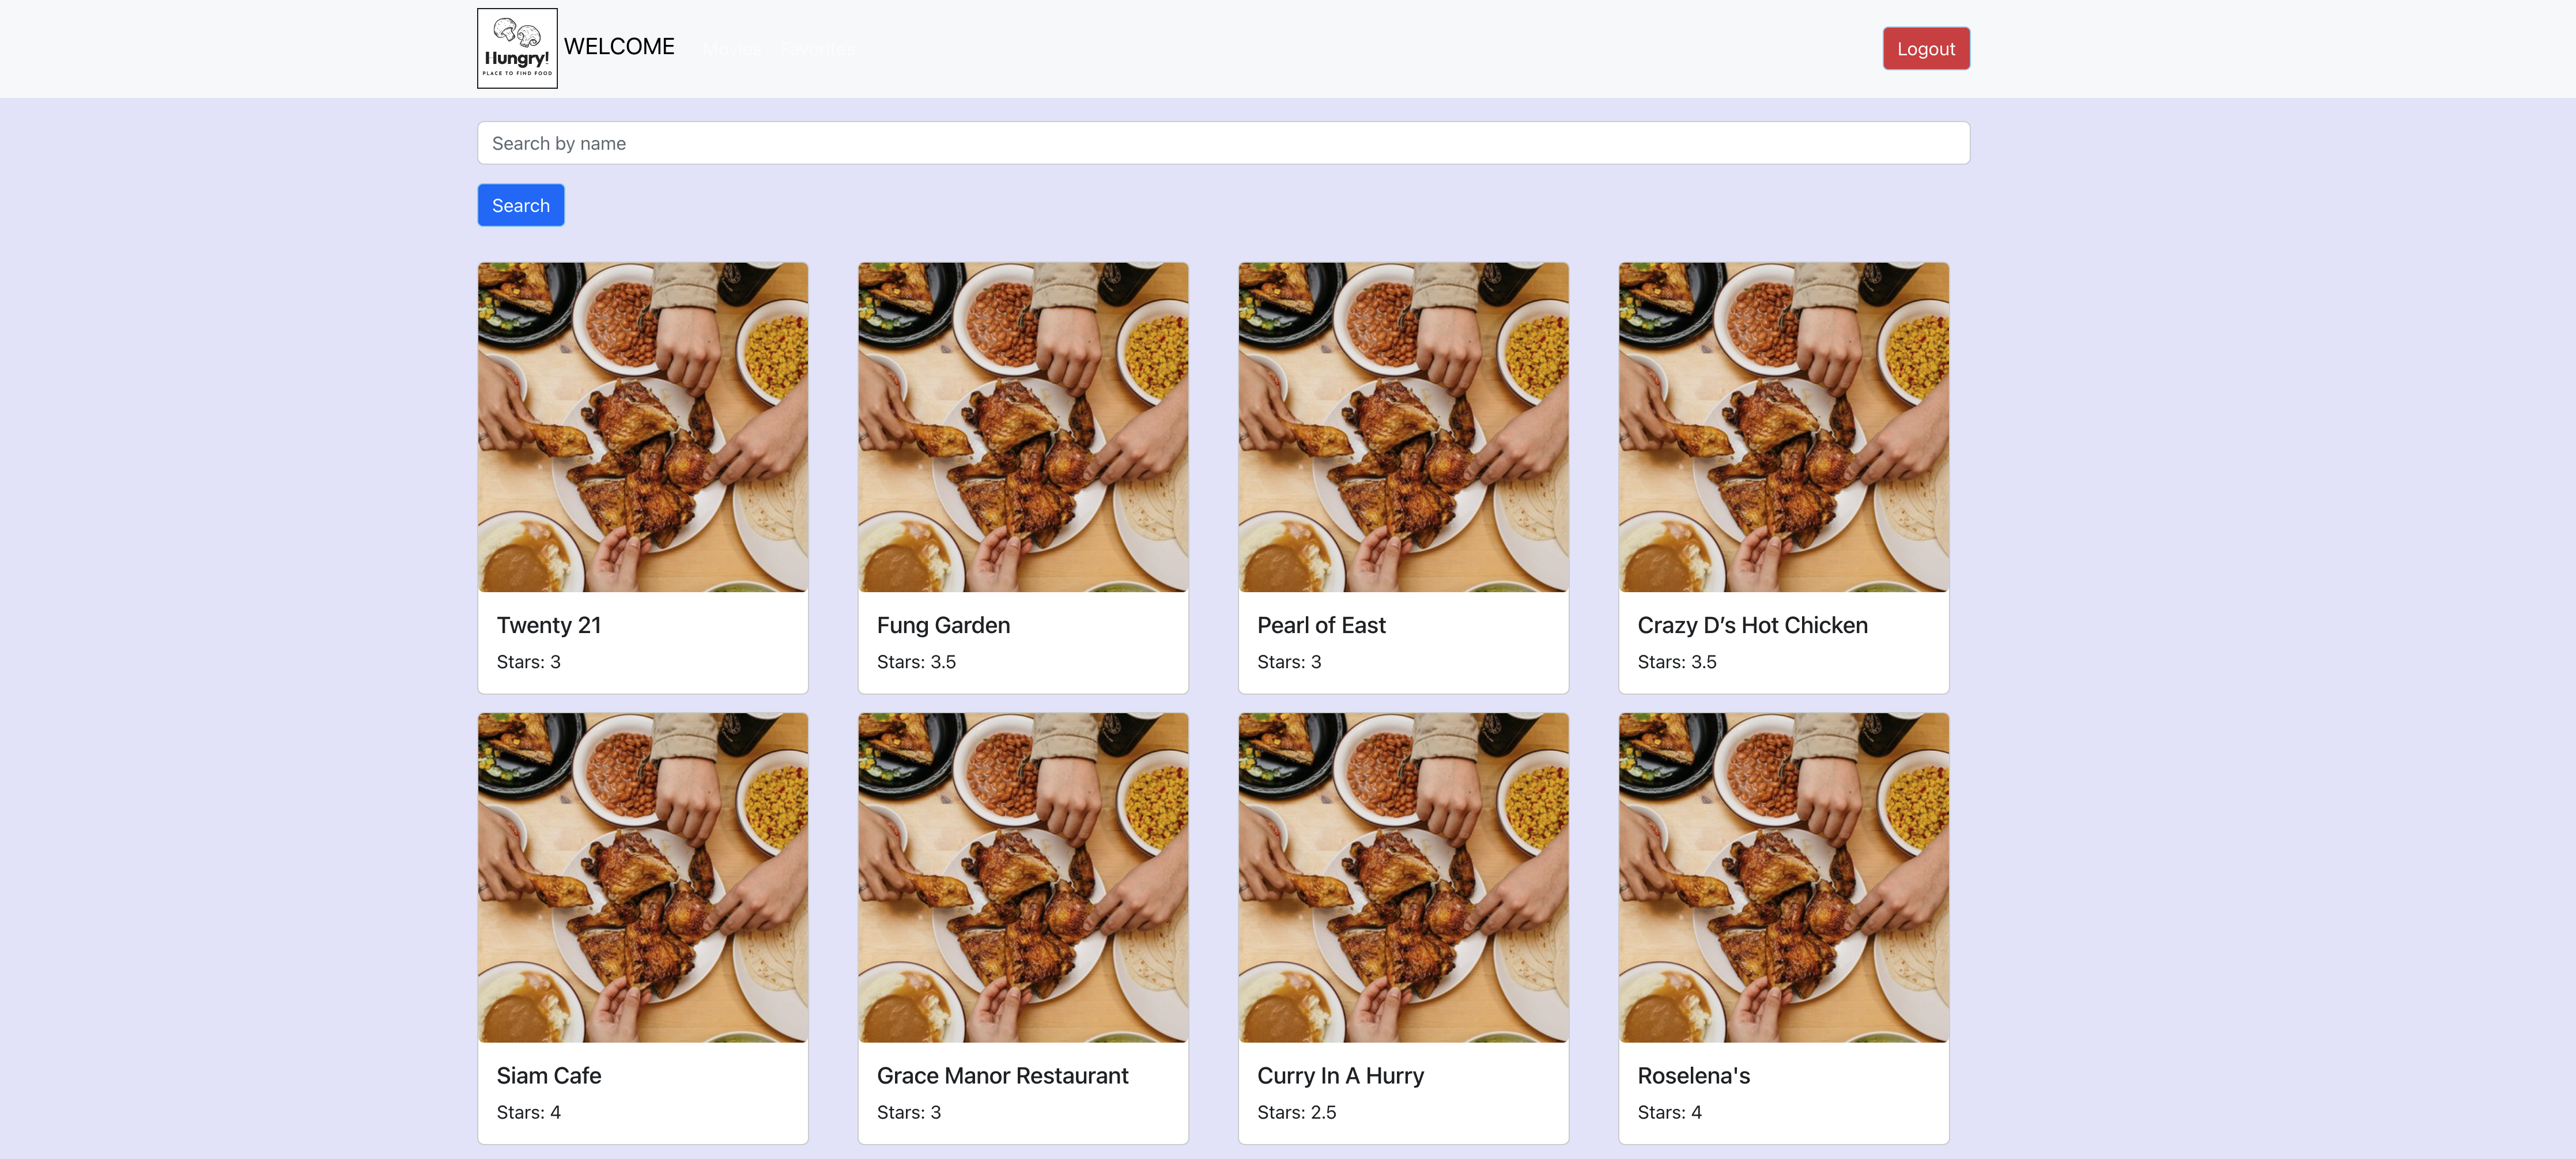 Hungry!
PLACE TO FIND FOOD
WELCOME
Movies
Favorites
Logout
Search by name
Search
Twenty 21
Stars: 3
Fung Garden
Stars: 3.5
Pearl of East
Stars: 3
Crazy D’s Hot Chicken
Stars: 3.5
Siam Cafe
Stars: 4
Grace Manor Restaurant
Stars: 3
Curry In A Hurry
Stars: 2.5
Roselena's
Stars: 4